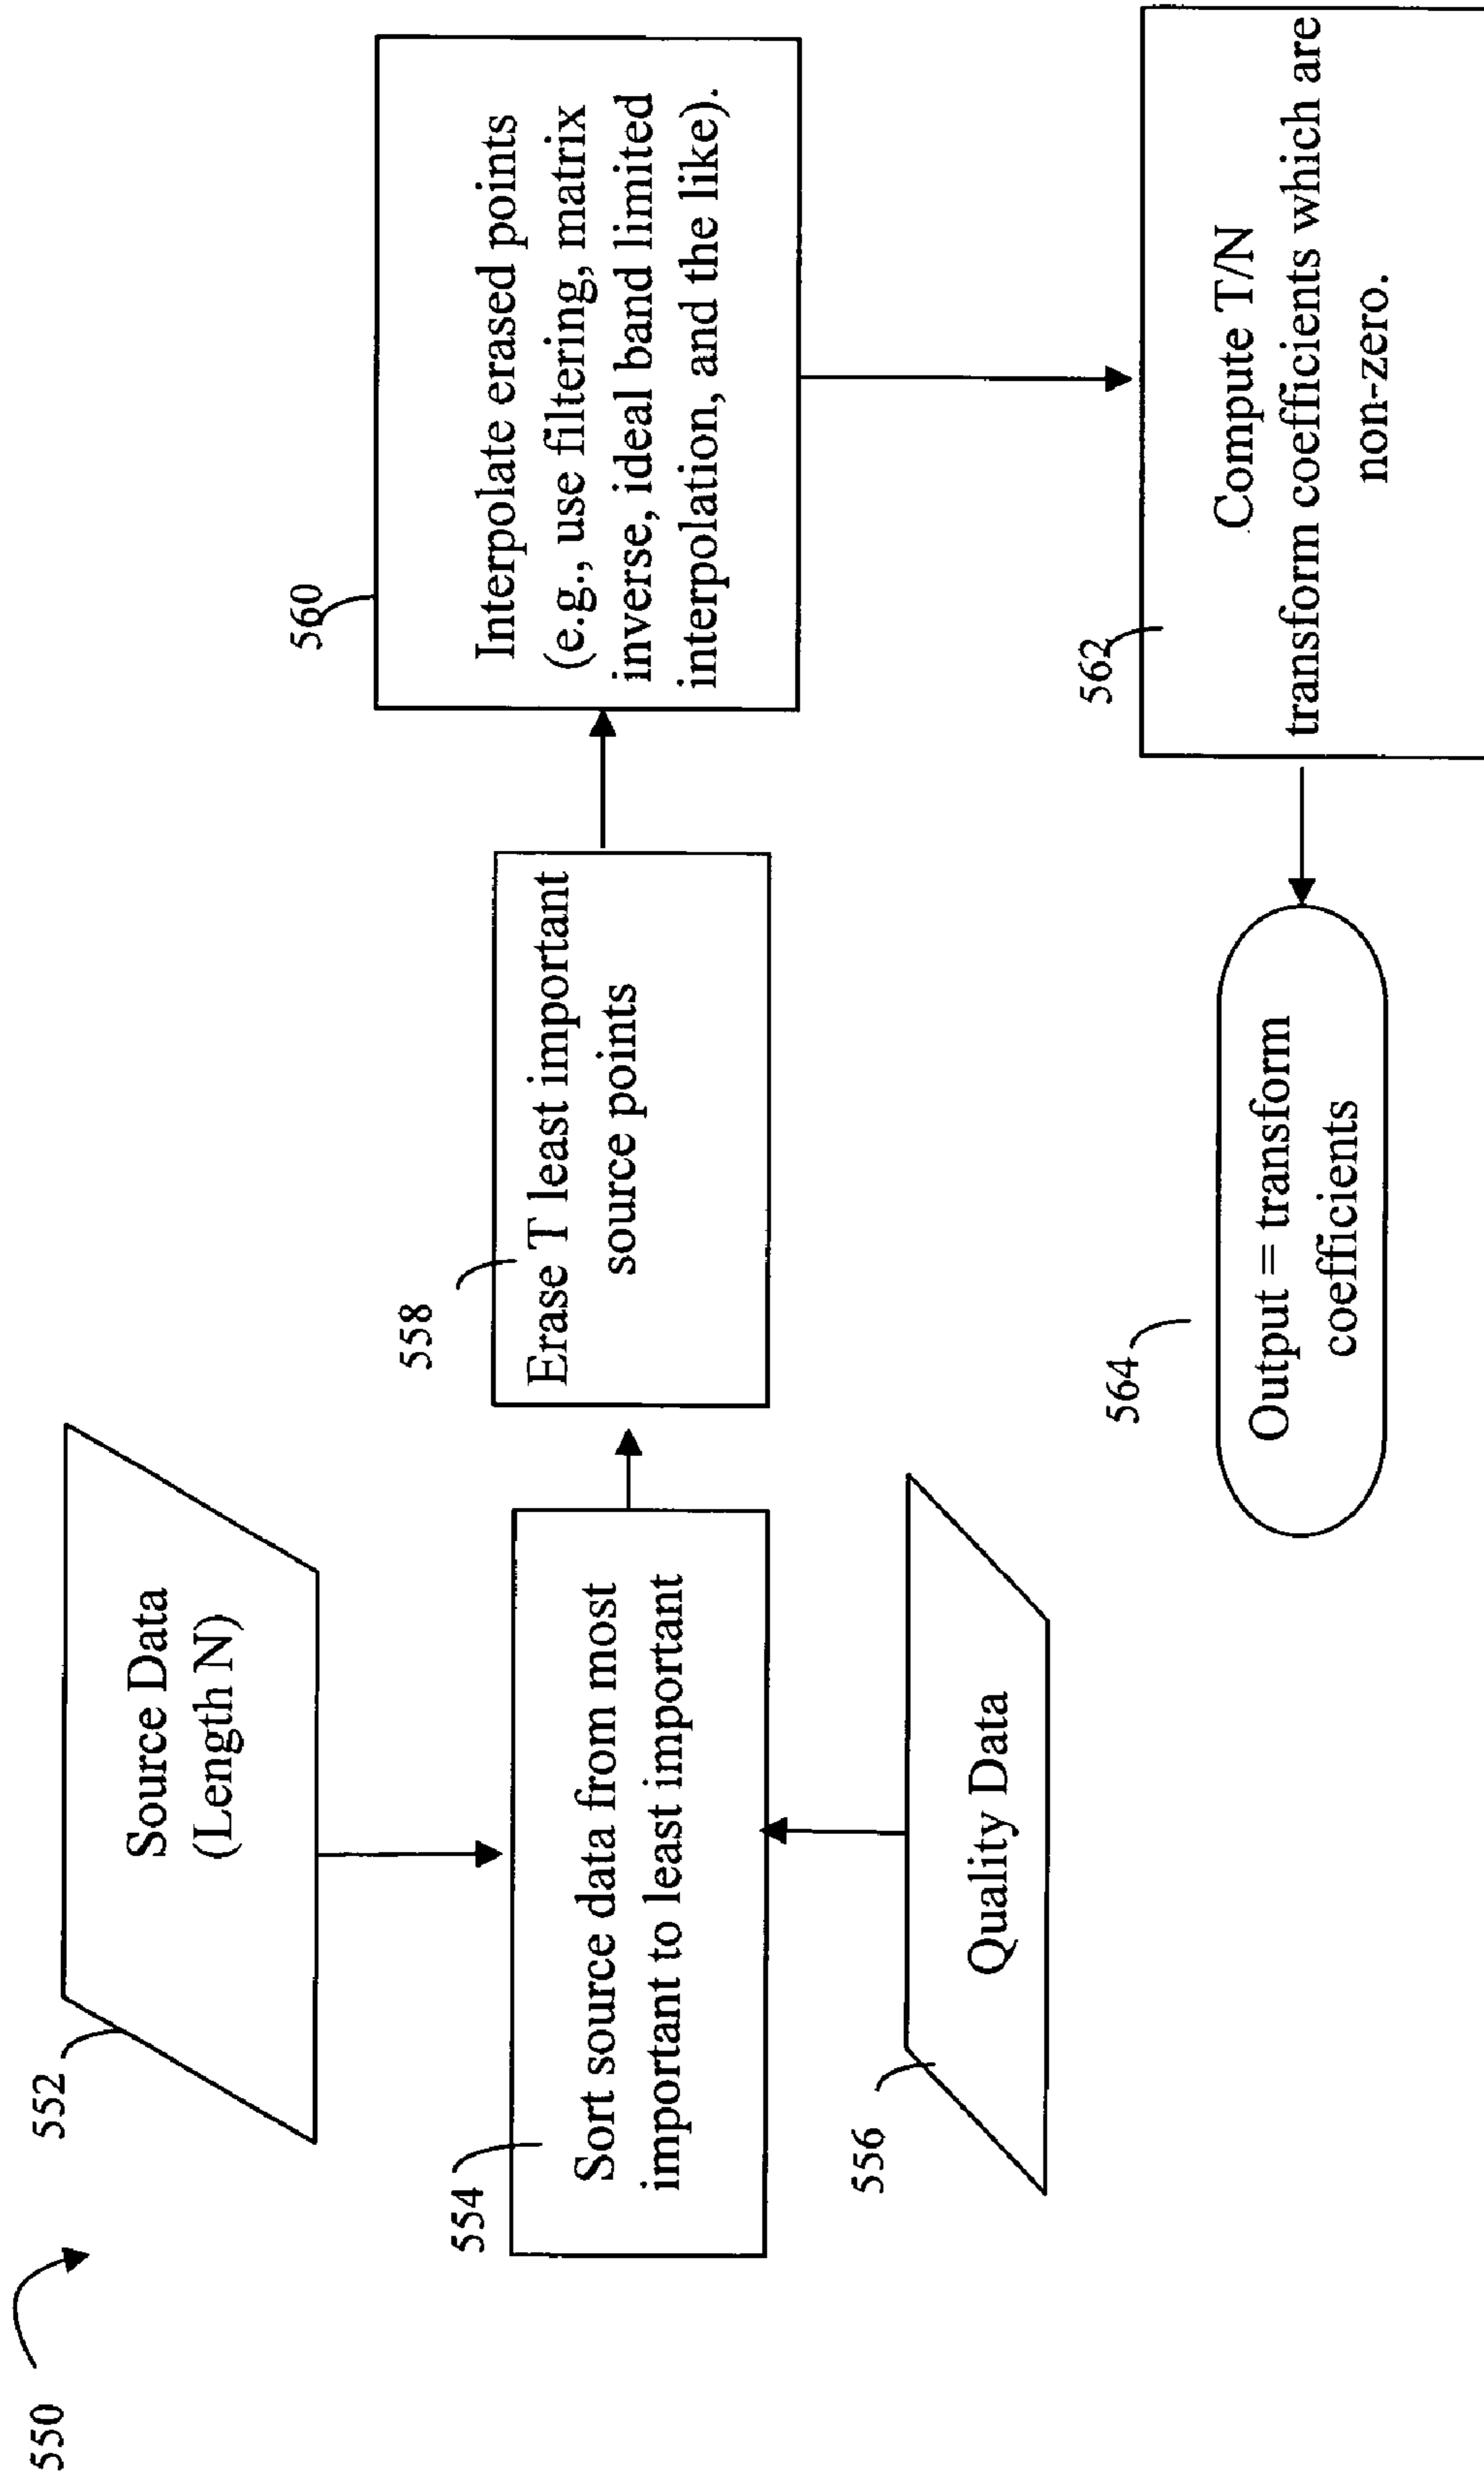 550
552
Source Data
(Length N)
554
Sort source data from most
important to least important
556
Quality Data
558
Erase T least important
source points
560
Interpolate erased points
(e.g., use filtering, matrix
inverse, ideal band limited
interpolation, and the like).
562
Compute T/N
transform coefficients which are
non-zero.
564
Output = transform
coefficients